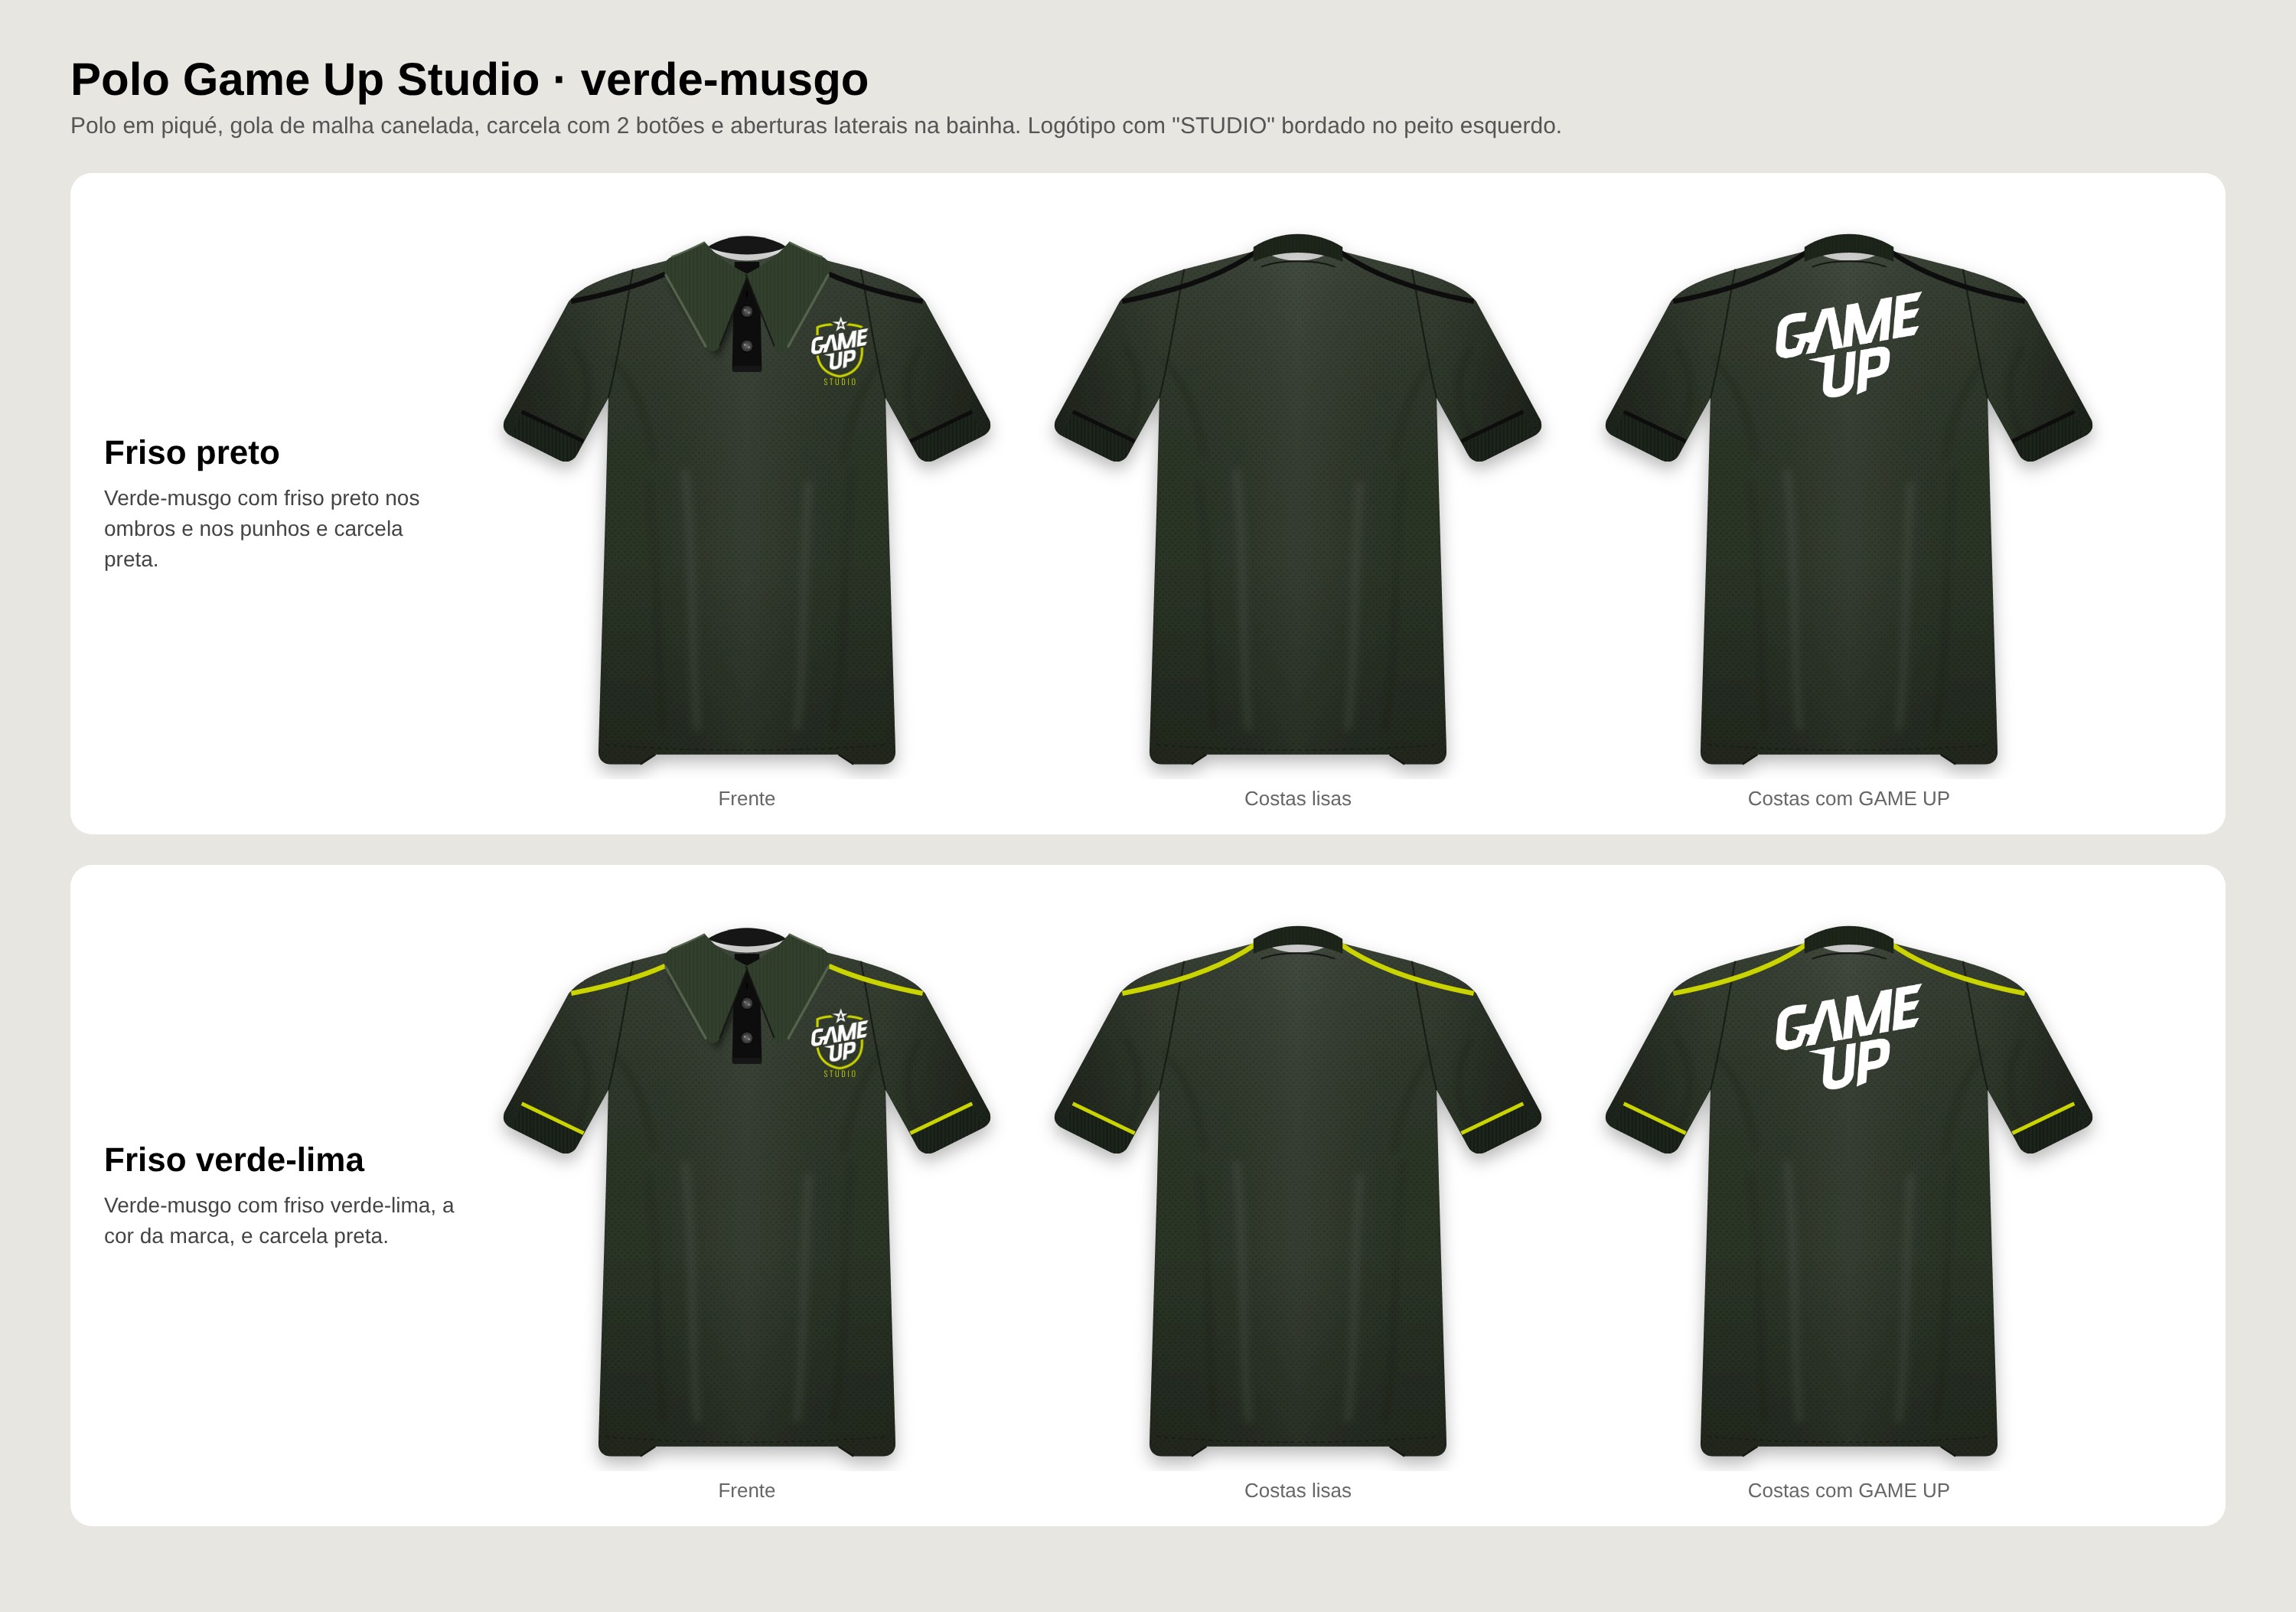 Polo Game Up Studio · verde-musgo
Polo em piqué, gola de malha canelada, carcela com 2 botões e aberturas laterais na bainha. Logótipo com "STUDIO" bordado no peito esquerdo.
GAME
UP
STUDIO
GAME
UP
Friso preto
Verde-musgo com friso preto nos
ombros e nos punhos e carcela
preta.
Frente
Costas lisas
Costas com GAME UP
GAME
UP
STUDIO
GAME
UP
Friso verde-lima
Verde-musgo com friso verde-lima, a
cor da marca, e carcela preta.
Frente
Costas lisas
Costas com GAME UP